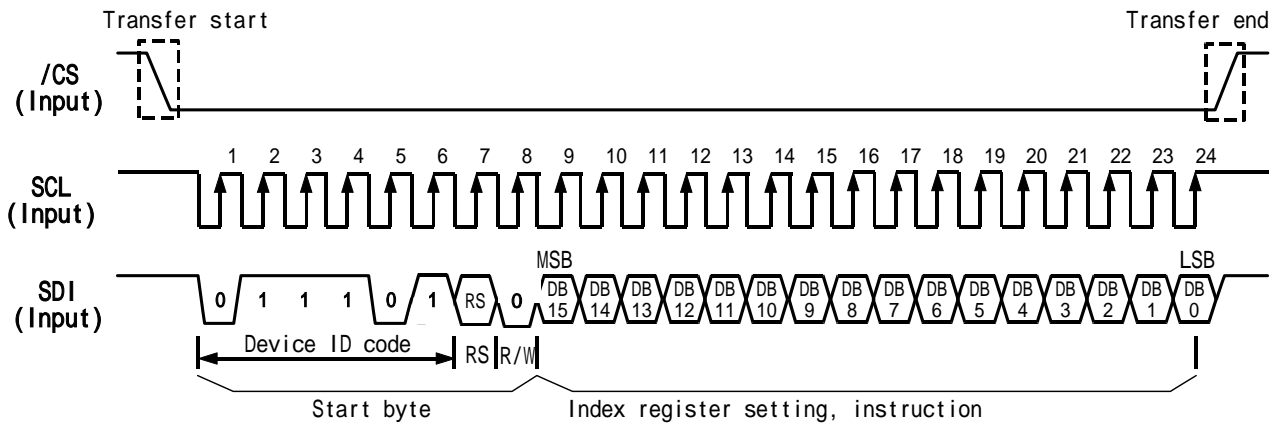 Transfer start Transfer end
/CS
(Input)
1 2 3 4 5 6 7 8 9 10 11 12 13 14 15 16 17 18 19 20 21 22 23 24
SCL
(Input)
MSB LSB
SDI
(Input)
0 1 1 1 0 1 RS 0 DB 15 DB 14 DB 13 DB 12 DB 11 DB 10 DB 9 DB 8 DB 7 DB 6 DB 5 DB 4 DB 3 DB 2 DB 1 DB 0
Device ID code RS R/W
Start byte Index register setting, instruction